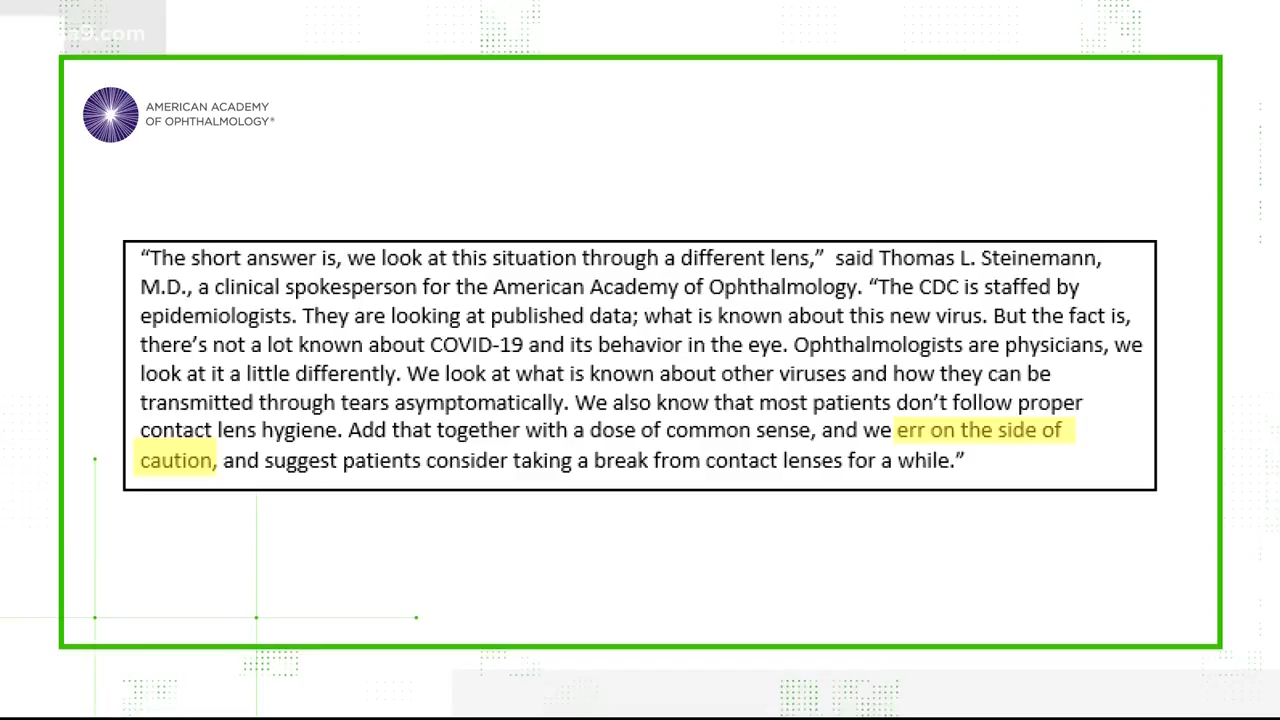 AMERICAN ACADEMY
OF OPHTHALMOLOGY®
“The short answer is, we look at this situation through a different lens,” said Thomas L. Steinemann,
M.D., a clinical spokesperson for the American Academy of Ophthalmology. “The CDC is staffed by
epidemiologists. They are looking at published data; what is known about this new virus. But the fact is,
there’s not a lot known about COVID-19 and its behavior in the eye. Ophthalmologists are physicians, we
look at it a little differently. We look at what is known about other viruses and how they can be
transmitted through tears asymptomatically. We also know that most patients don’t follow proper
contact lens hygiene. Add that together with a dose of common sense, and we err on the side of
caution, and suggest patients consider taking a break from contact lenses for a while.”